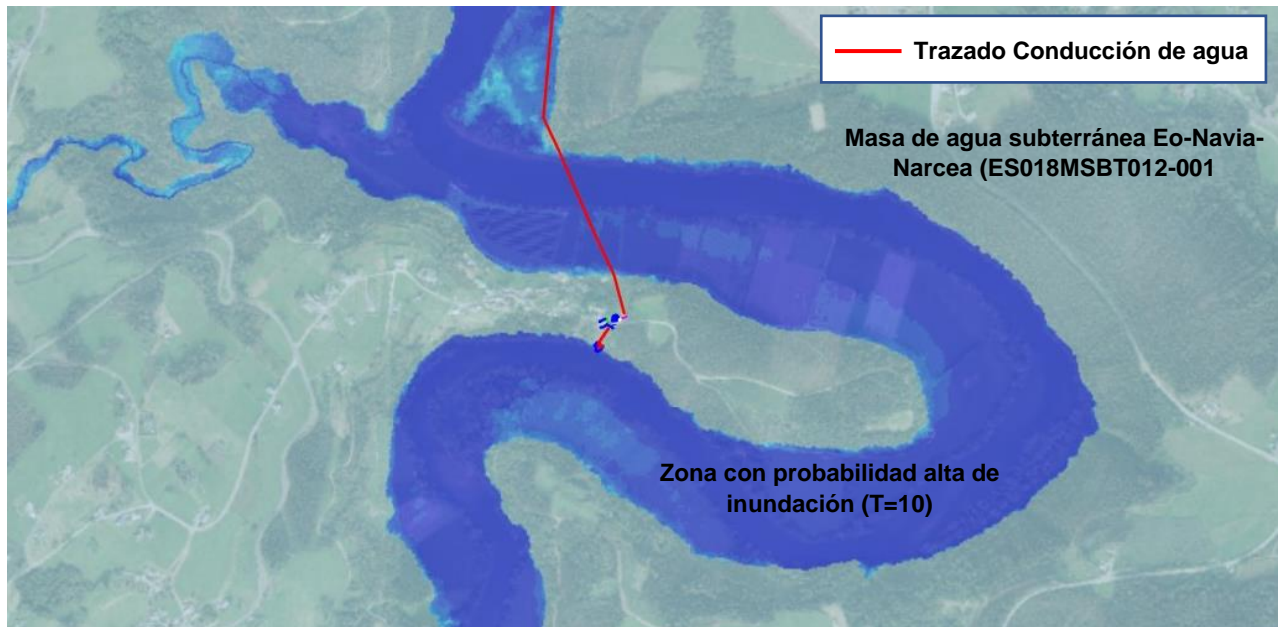 Trazado Conducción de agua
Masa de agua subterránea Eo-Navia-
Narcea (ES018MSBT012-001
Zona con probabilidad alta de
inundación (T=10)